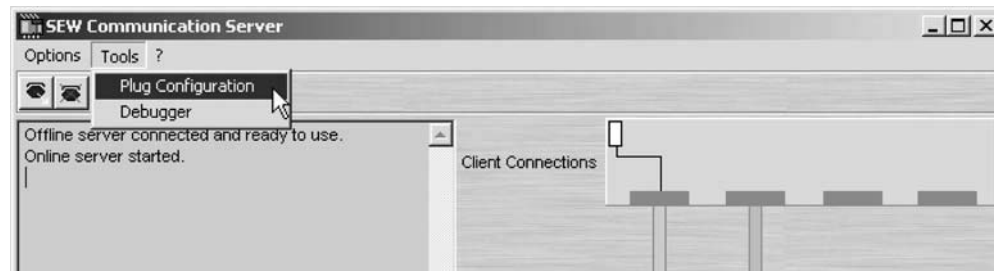 SEW Communication Server
Options Tools ?
Plug Configuration
Debugger
Offline server connected and ready to use.
Online server started.
Client Connections